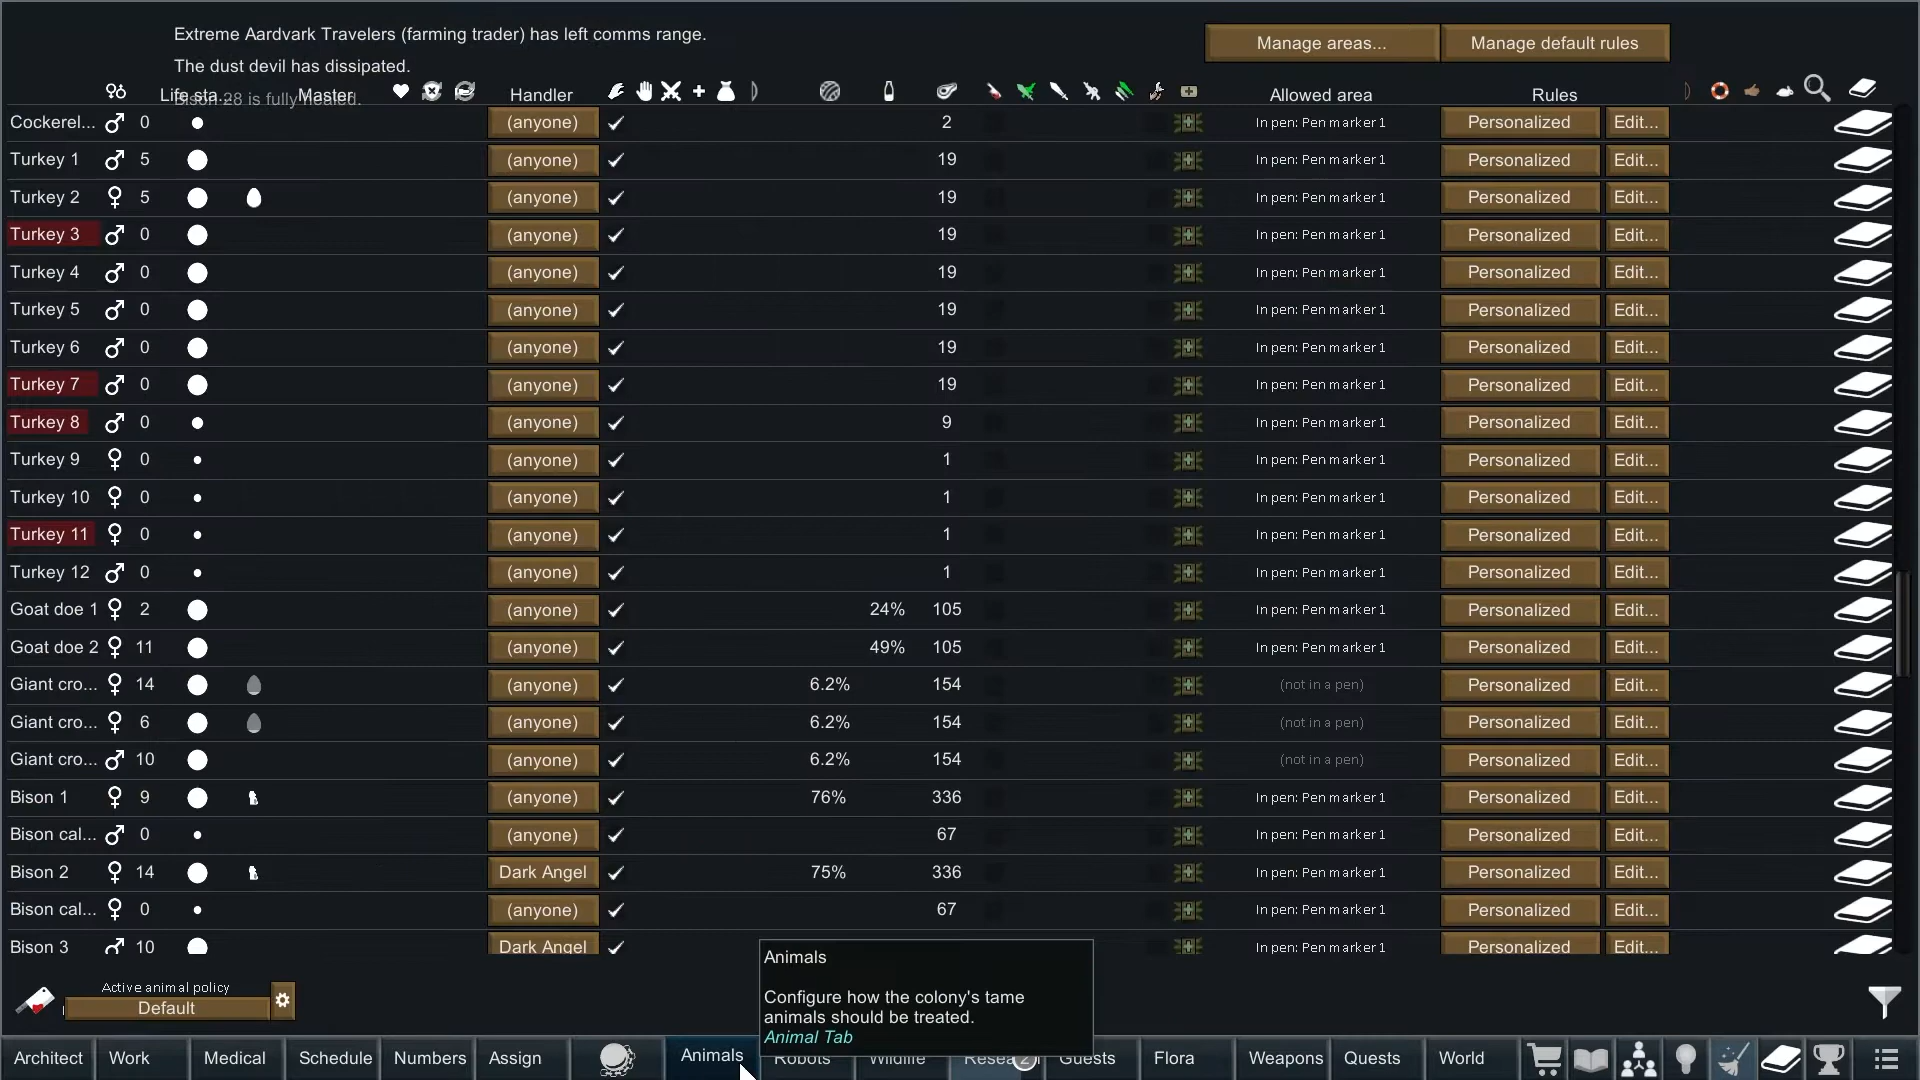 Extreme Aardvark Travelers (farming trader) has left comms range.
Manage areas... Manage default rules
The dust devil has dissipated.
Bison 28 is fully healed.
Life sta... Master Handler Allowed area Rules
Cockerel... 0 (anyone) 2 In pen: Pen marker 1 Personalized Edit...
Turkey 1 5 (anyone) 19 In pen: Pen marker 1 Personalized Edit...
Turkey 2 5 (anyone) 19 In pen: Pen marker 1 Personalized Edit...
Turkey 3 0 (anyone) 19 In pen: Pen marker 1 Personalized Edit...
Turkey 4 0 (anyone) 19 In pen: Pen marker 1 Personalized Edit...
Turkey 5 0 (anyone) 19 In pen: Pen marker 1 Personalized Edit...
Turkey 6 0 (anyone) 19 In pen: Pen marker 1 Personalized Edit...
Turkey 7 0 (anyone) 19 In pen: Pen marker 1 Personalized Edit...
Turkey 8 0 (anyone) 9 In pen: Pen marker 1 Personalized Edit...
Turkey 9 0 (anyone) 1 In pen: Pen marker 1 Personalized Edit...
Turkey 10 0 (anyone) 1 In pen: Pen marker 1 Personalized Edit...
Turkey 11 0 (anyone) 1 In pen: Pen marker 1 Personalized Edit...
Turkey 12 0 (anyone) 1 In pen: Pen marker 1 Personalized Edit...
Goat doe 1 2 (anyone) 24% 105 In pen: Pen marker 1 Personalized Edit...
Goat doe 2 11 (anyone) 49% 105 In pen: Pen marker 1 Personalized Edit...
Giant cro... 14 (anyone) 6.2% 154 (not in a pen) Personalized Edit...
Giant cro... 6 (anyone) 6.2% 154 (not in a pen) Personalized Edit...
Giant cro... 10 (anyone) 6.2% 154 (not in a pen) Personalized Edit...
Bison 1 9 (anyone) 76% 336 In pen: Pen marker 1 Personalized Edit...
Bison cal... 0 (anyone) 67 In pen: Pen marker 1 Personalized Edit...
Bison 2 14 Dark Angel 75% 336 In pen: Pen marker 1 Personalized Edit...
Bison cal... 0 (anyone) 67 In pen: Pen marker 1 Personalized Edit...
Bison 3 10 Dark Angel In pen: Pen marker 1 Personalized Edit...
Animals
Configure how the colony's tame
animals should be treated.
Animal Tab
Active animal policy
Default
Architect Work Medical Schedule Numbers Assign Animals Robots Wildlife Resea 2 Guests Flora Weapons Quests World